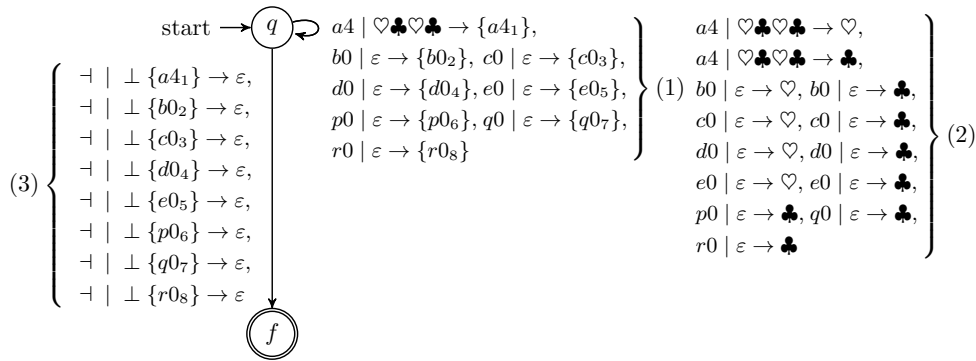 start q
a4 | ♡♣♡♣ → {a4₁},
b0 | ε → {b0₂}, c0 | ε → {c0₃},
d0 | ε → {d0₄}, e0 | ε → {e0₅},
p0 | ε → {p0₆}, q0 | ε → {q0₇},
r0 | ε → {r0₈}
(1)
a4 | ♡♣♡♣ → ♡,
a4 | ♡♣♡♣ → ♣,
b0 | ε → ♡, b0 | ε → ♣,
c0 | ε → ♡, c0 | ε → ♣,
d0 | ε → ♡, d0 | ε → ♣,
e0 | ε → ♡, e0 | ε → ♣,
p0 | ε → ♣, q0 | ε → ♣,
r0 | ε → ♣
(2)
(3)
⊣ | ⊥ {a4₁} → ε,
⊣ | ⊥ {b0₂} → ε,
⊣ | ⊥ {c0₃} → ε,
⊣ | ⊥ {d0₄} → ε,
⊣ | ⊥ {e0₅} → ε,
⊣ | ⊥ {p0₆} → ε,
⊣ | ⊥ {q0₇} → ε,
⊣ | ⊥ {r0₈} → ε
f